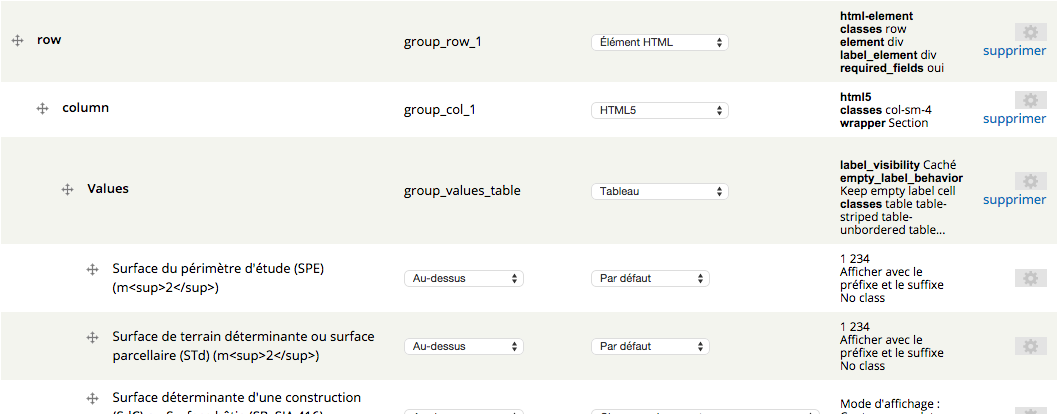 row
group_row_1
Élément HTML
html-element
classes row
element div
label_element div
required_fields oui
supprimer
column
group_col_1
HTML5
html5
classes col-sm-4
wrapper Section
supprimer
Values
group_values_table
Tableau
label_visibility Caché
empty_label_behavior
Keep empty label cell
classes table table-
striped table-
unbordered table...
supprimer
Surface du périmètre d'étude (SPE)
(m<sup>2</sup>)
Au-dessus
Par défaut
1 234
Afficher avec le
préfixe et le suffixe
No class
Surface de terrain déterminante ou surface
parcellaire (STd) (m<sup>2</sup>)
Au-dessus
Par défaut
1 234
Afficher avec le
préfixe et le suffixe
No class
Surface déterminante d'une construction
Mode d'affichage :